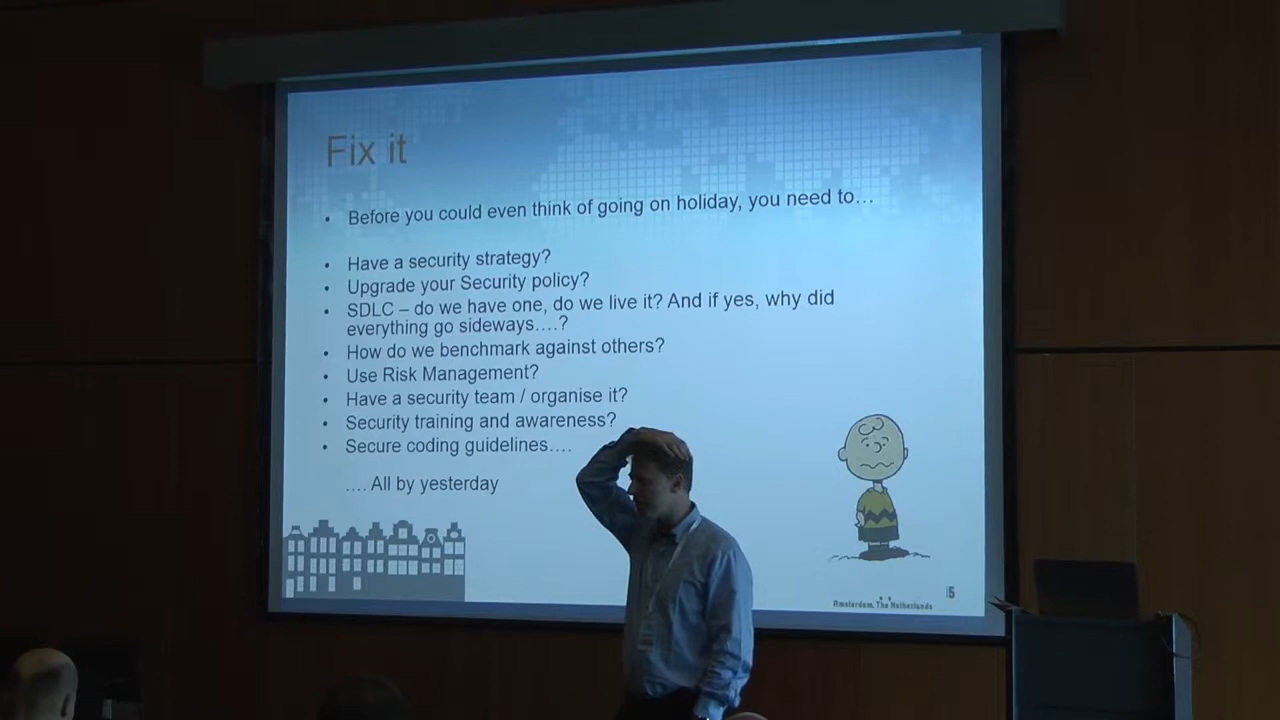 Fix it
• Before you could even think of going on holiday, you need to…
• Have a security strategy?
• Upgrade your Security policy?
• SDLC – do we have one, do we live it? And if yes, why did
everything go sideways….?
• How do we benchmark against others?
• Use Risk Management?
• Have a security team / organise it?
• Security training and awareness?
• Secure coding guidelines….
…. All by yesterday
Amsterdam, The Netherlands
5